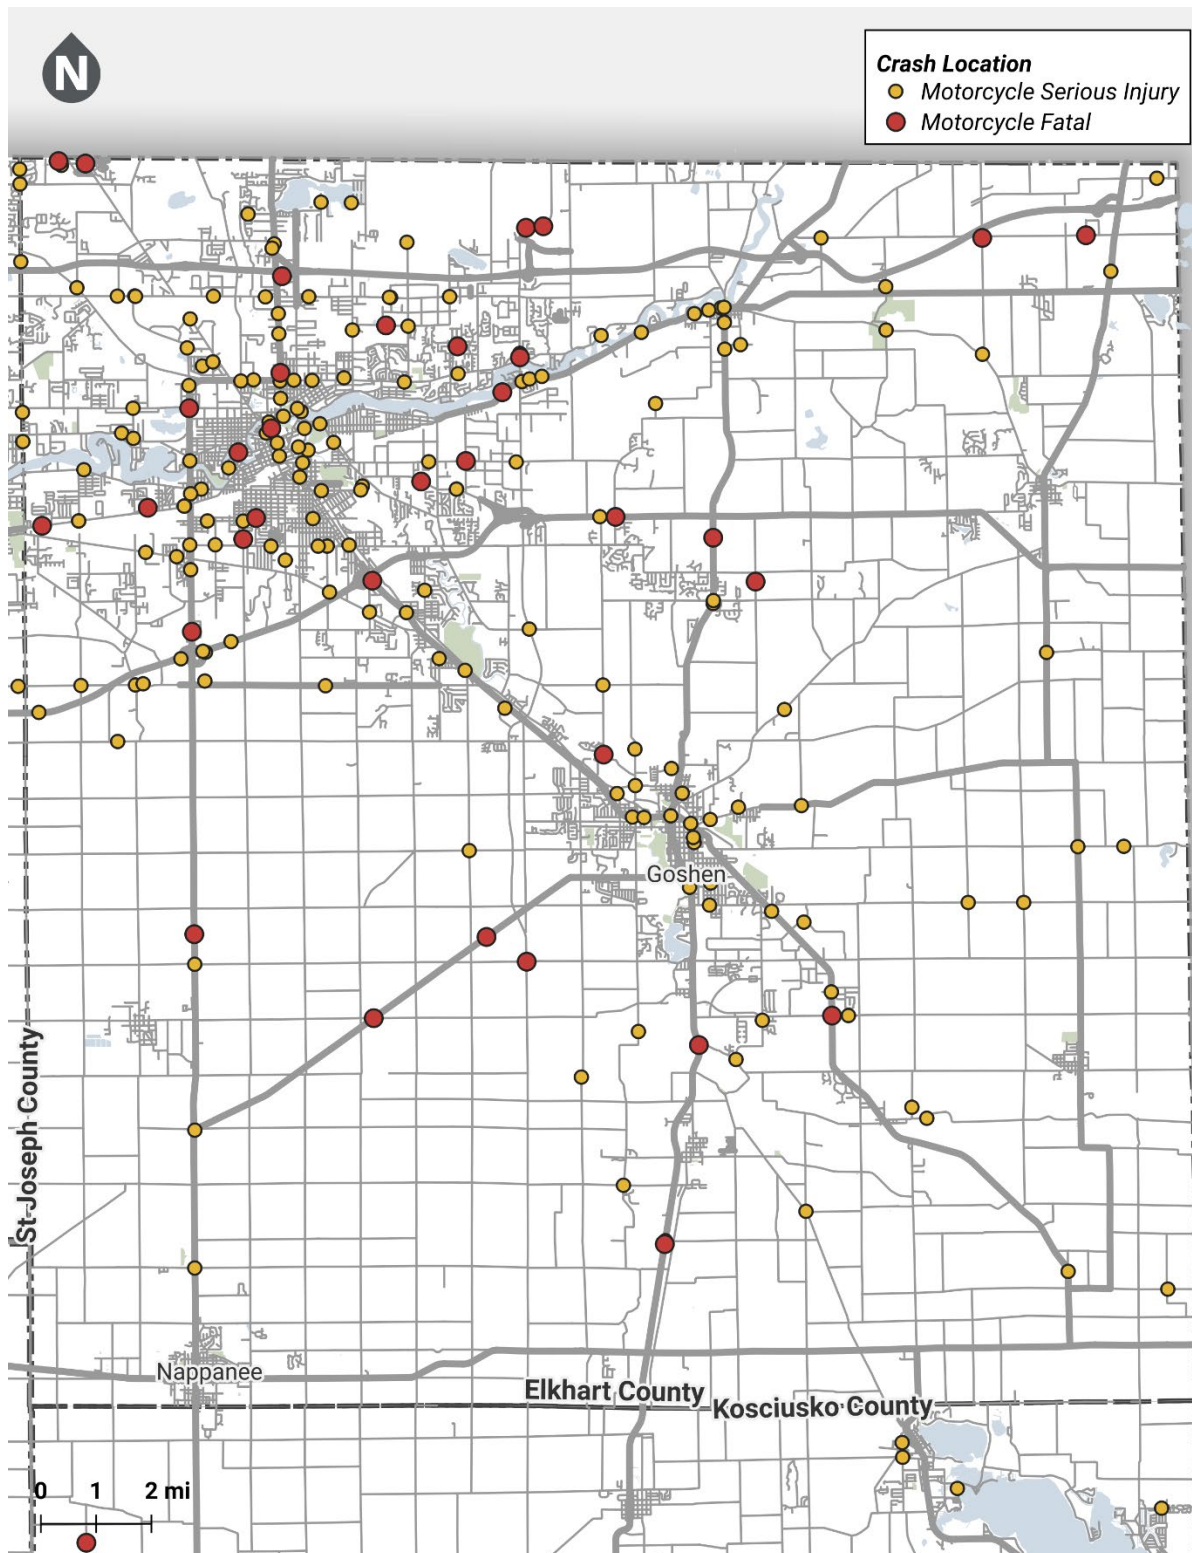 N
Crash Location
Motorcycle Serious Injury
Motorcycle Fatal
Goshen
St Joseph County
Nappanee
Elkhart County
Kosciusko County
0 1 2 mi